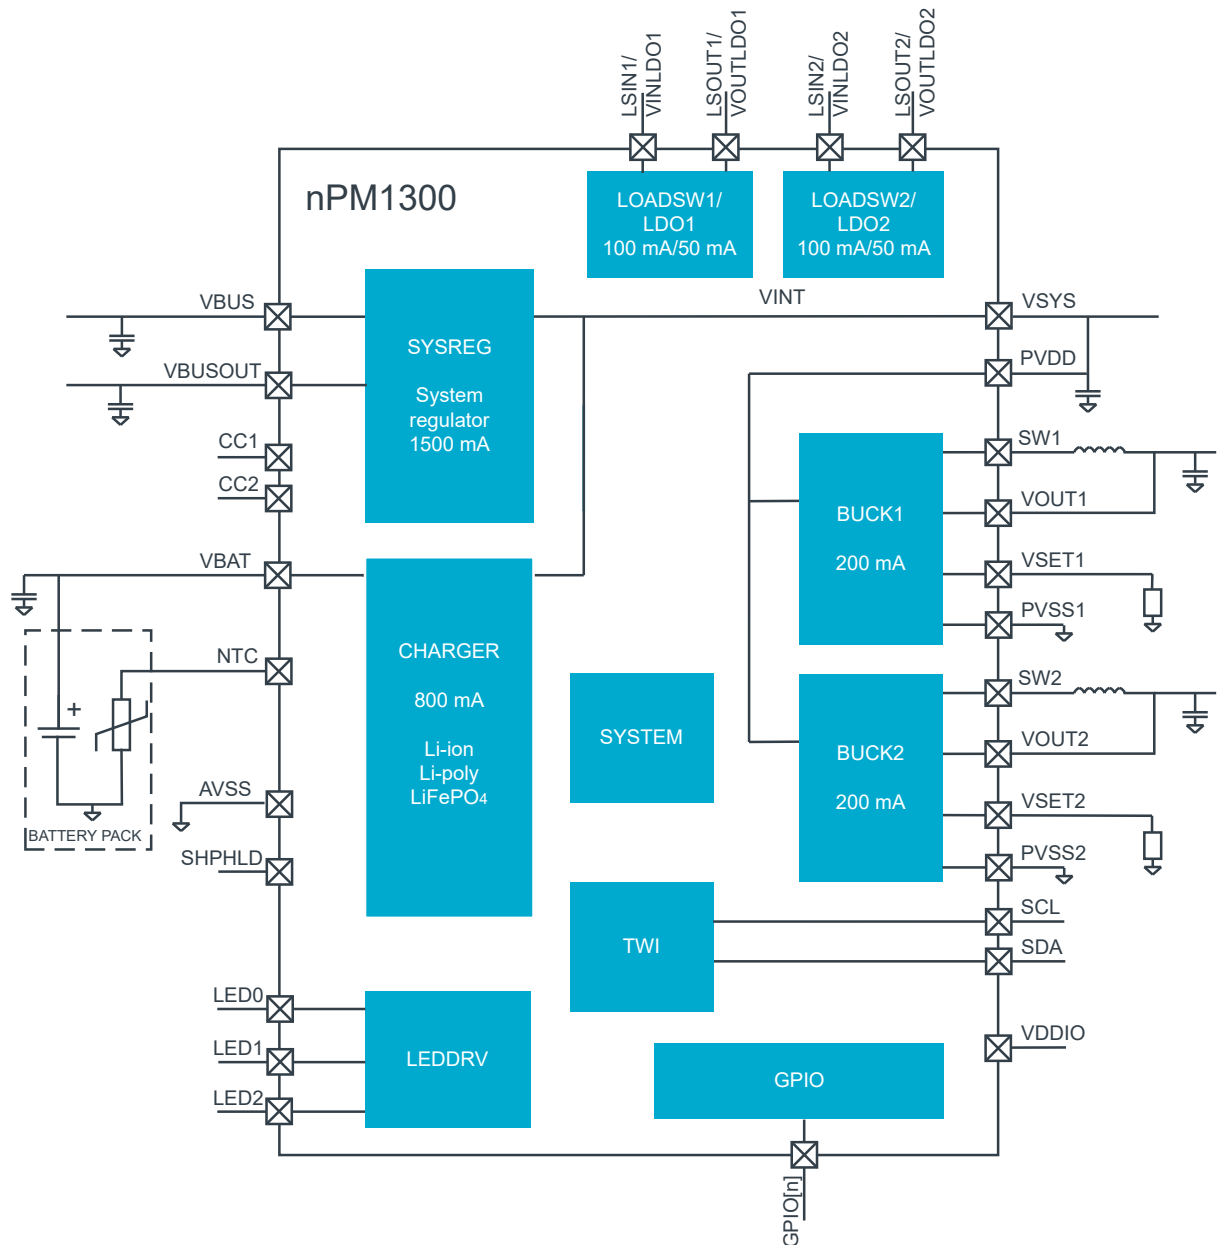 LSIN1/
VINLDO1
LSOUT1/
VOUTLDO1
LSIN2/
VINLDO2
LSOUT2/
VOUTLDO2
nPM1300
LOADSW1/
LDO1
100 mA/50 mA
LOADSW2/
LDO2
100 mA/50 mA
VBUS
VINT
VSYS
SYSREG
System
regulator
1500 mA
VBUSOUT
PVDD
CC1
CC2
SW1
VOUT1
BUCK1
200 mA
VSET1
PVSS1
VBAT
NTC
CHARGER
800 mA
Li-ion
Li-poly
LiFePO4
SYSTEM
SW2
VOUT2
BUCK2
200 mA
VSET2
PVSS2
+
AVSS
BATTERY PACK
SHPHLD
TWI
SCL
SDA
LED0
LED1
LED2
LEDDRV
VDDIO
GPIO
GPIO[n]